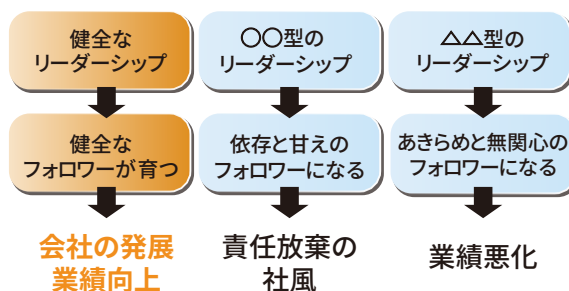 健全な
リーダーシップ
〇〇型の
リーダーシップ
△△型の
リーダーシップ
健全な
フォロワーが育つ
依存と甘えの
フォロワーになる
あきらめと無関心の
フォロワーになる
会社の発展
業績向上
責任放棄の
社風
業績悪化